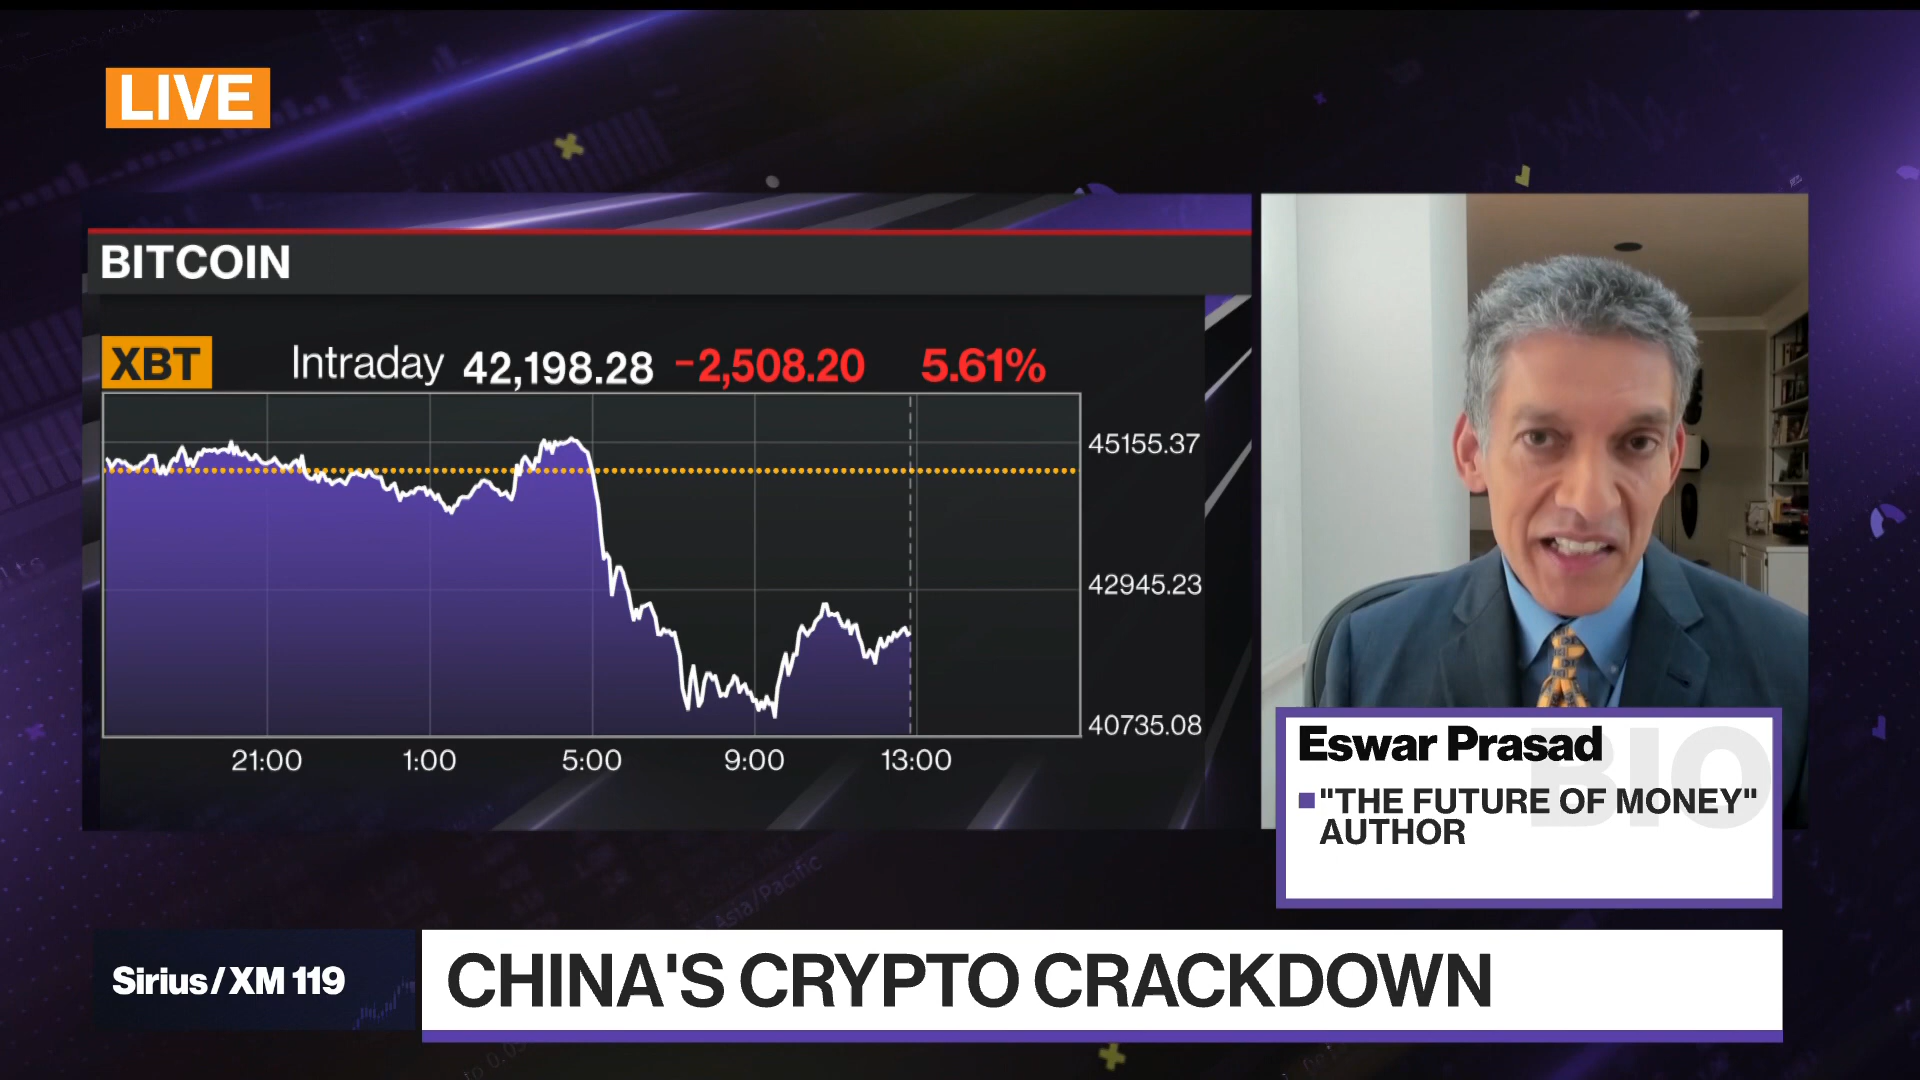 LIVE
BITCOIN
XBT Intraday 42,198.28 -2,508.20 5.61%
45155.37
42945.23
40735.08
21:00 1:00 5:00 9:00 13:00
BIO
Eswar Prasad
"THE FUTURE OF MONEY"
AUTHOR
Asia/Pacific
Sirius/XM 119
CHINA'S CRYPTO CRACKDOWN